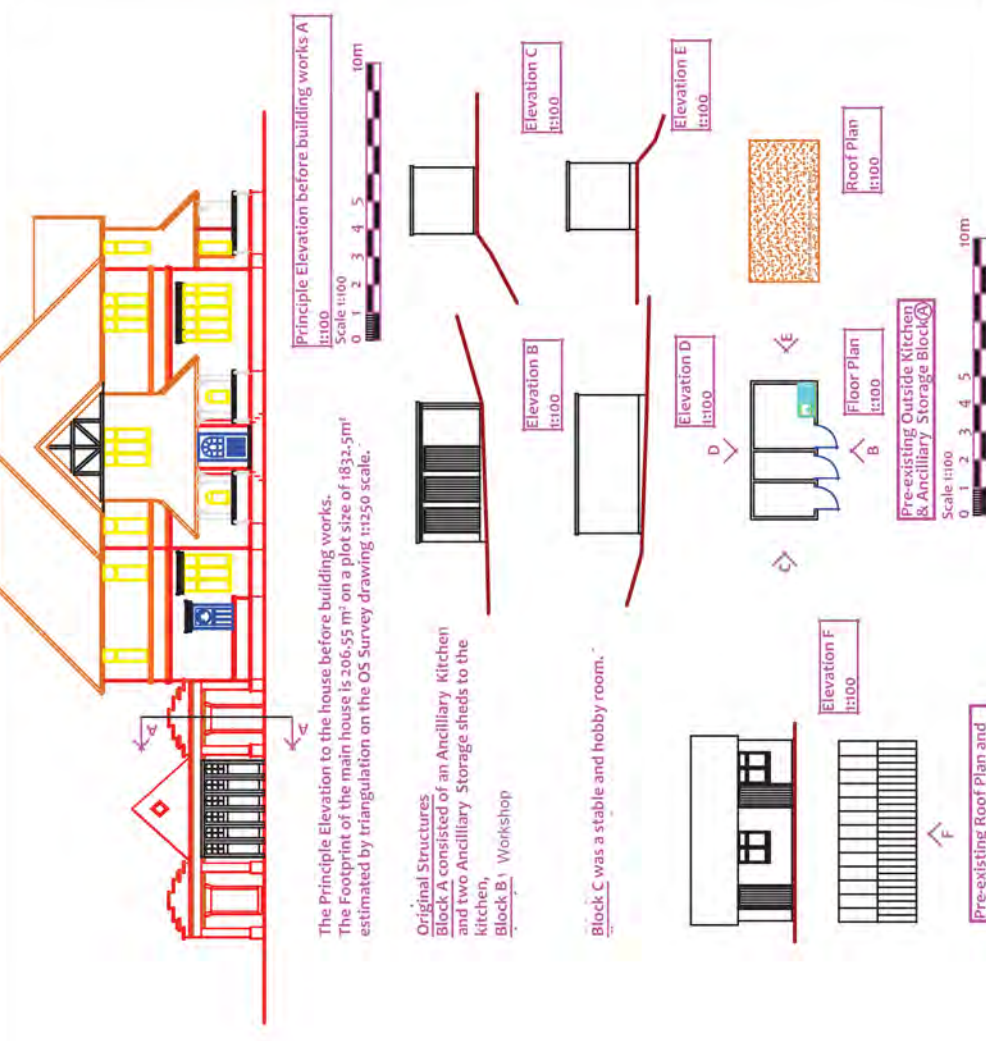 Principle Elevation before building works A
1:100
Scale 1:100
0 1 2 3 4 5 10m
A
A
The Principle Elevation to the house before building works.
The Footprint of the main house is 206.55 m² on a plot size of 1832.5m²
estimated by triangulation on the OS Survey drawing 1:1250 scale.
Original Structures
Block A consisted of an Ancilliary Kitchen
and two Ancilliary Storage sheds to the
kitchen,
Block B Workshop
Block C was a stable and hobby room.
Elevation B
1:100
Elevation C
1:100
Elevation D
1:100
Elevation E
1:100
D
C
B
E
Floor Plan
1:100
Roof Plan
1:100
Pre-existing Outside Kitchen
& Ancilliary Storage Block A
Scale 1:100
0 1 2 3 4 5 10m
Elevation F
1:100
F
Pre-existing Roof Plan and